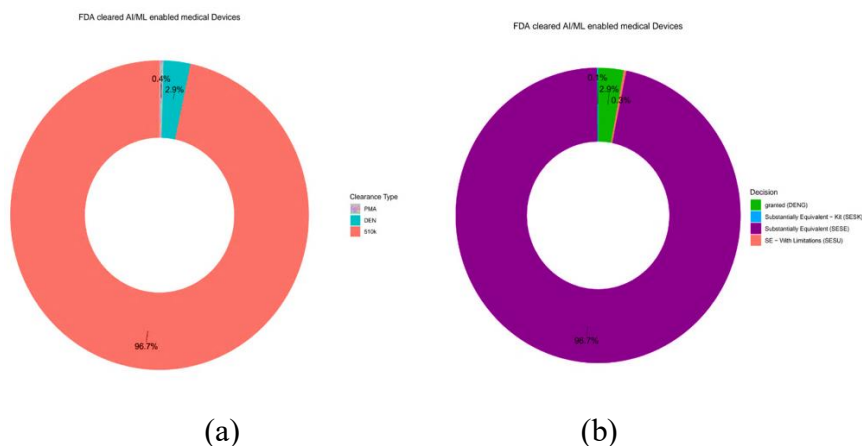 FDA cleared AI/ML enabled medical Devices
0.4%
2.9%
96.7%
Clearance Type
PMA
DEN
510k
(a)
FDA cleared AI/ML enabled medical Devices
0.1%
2.9%
0.3%
96.7%
Decision
granted (DENG)
Substantially Equivalent - Kit (SESK)
Substantially Equivalent (SESE)
SE - With Limitations (SESU)
(b)